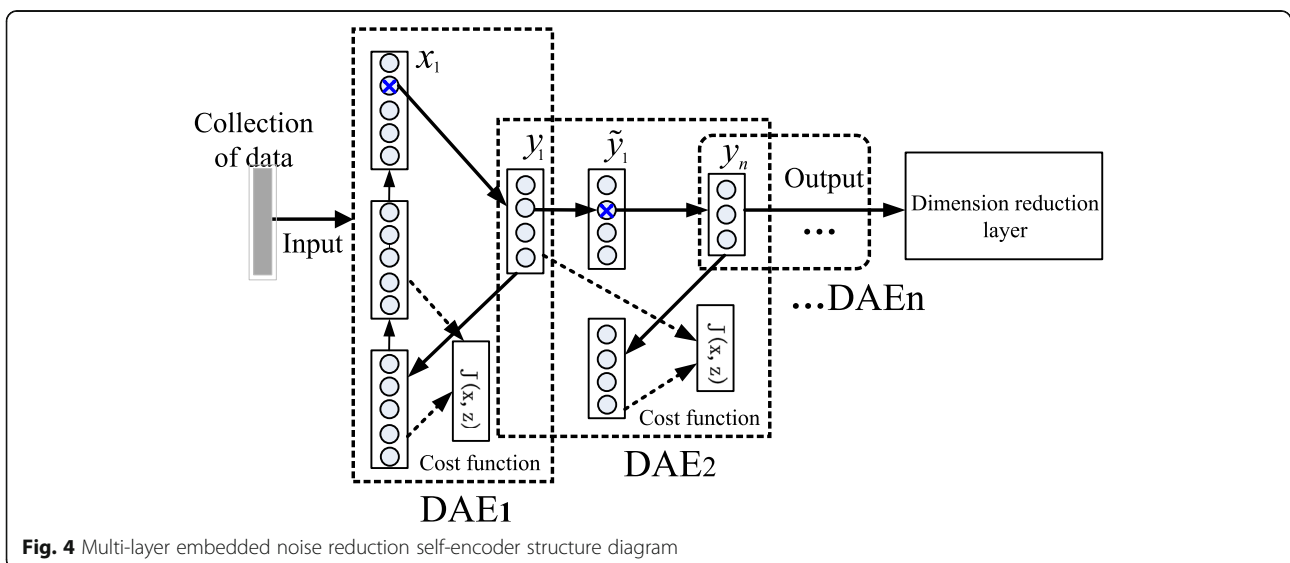 Collection
of data
Input
x₁
y₁
ỹ₁
yₙ
Output
...
Dimension reduction
layer
...DAEn
J(x, z)
Cost function
DAE1
J(x, z)
Cost function
DAE2
Fig. 4 Multi-layer embedded noise reduction self-encoder structure diagram